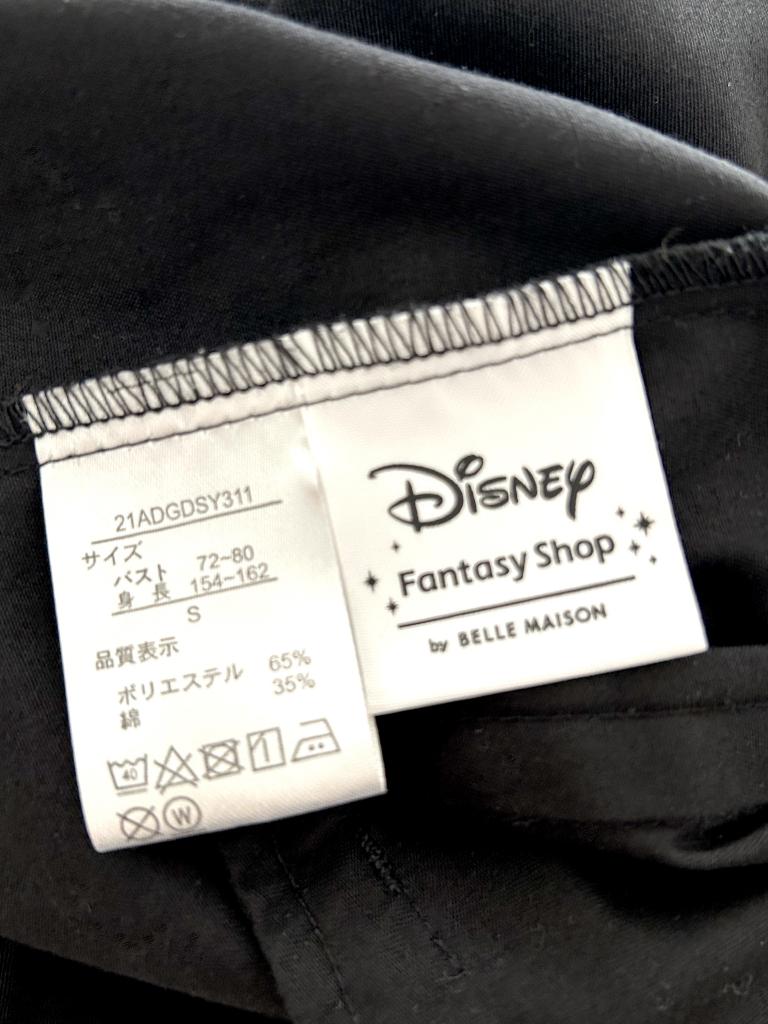 21ADGDSY311
サイズ
バスト 72~80
身長 154~162
S
品質表示
ポリエステル 65%
綿 35%
40
W
Disney
Fantasy Shop
by BELLE MAISON